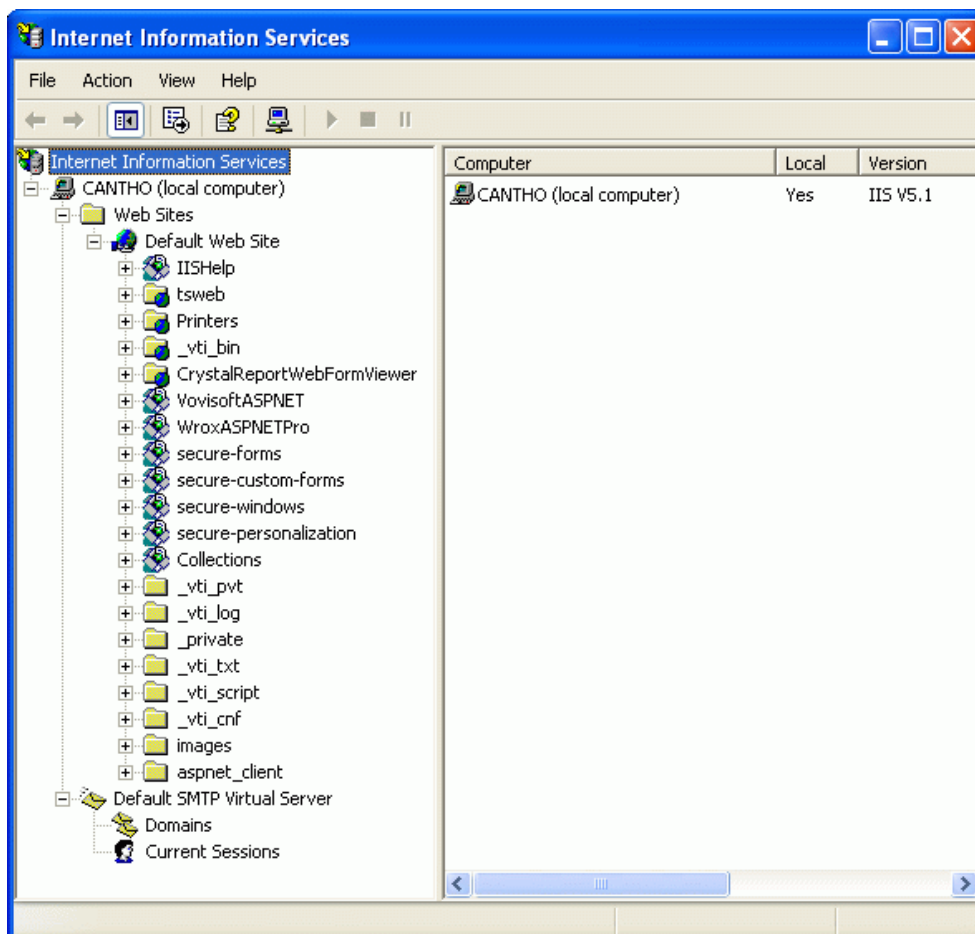 Internet Information Services
File Action View Help
Internet Information Services
CANTHO (local computer)
Web Sites
Default Web Site
IISHelp
tsweb
Printers
_vti_bin
CrystalReportWebFormViewer
VovisoftASPNET
WroxASPNETPro
secure-forms
secure-custom-forms
secure-windows
secure-personalization
Collections
_vti_pvt
_vti_log
_private
_vti_txt
_vti_script
_vti_cnf
images
aspnet_client
Default SMTP Virtual Server
Domains
Current Sessions
Computer Local Version
CANTHO (local computer) Yes IIS V5.1